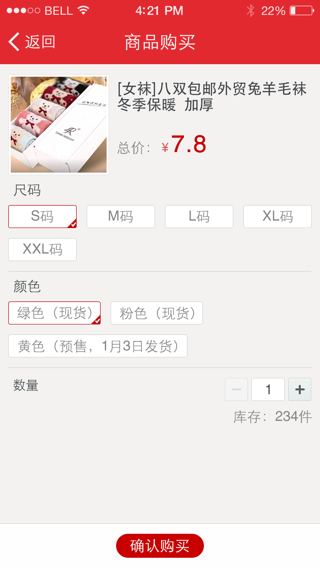 BELL 4:21 PM 22%
返回 商品购买
[女袜]八双包邮外贸兔羊毛袜
冬季保暖 加厚
总价：￥7.8
尺码
S码 M码 L码 XL码
XXL码
颜色
绿色（现货） 粉色（现货）
黄色（预售，1月3日发货）
数量 － 1 +
库存：234件
确认购买